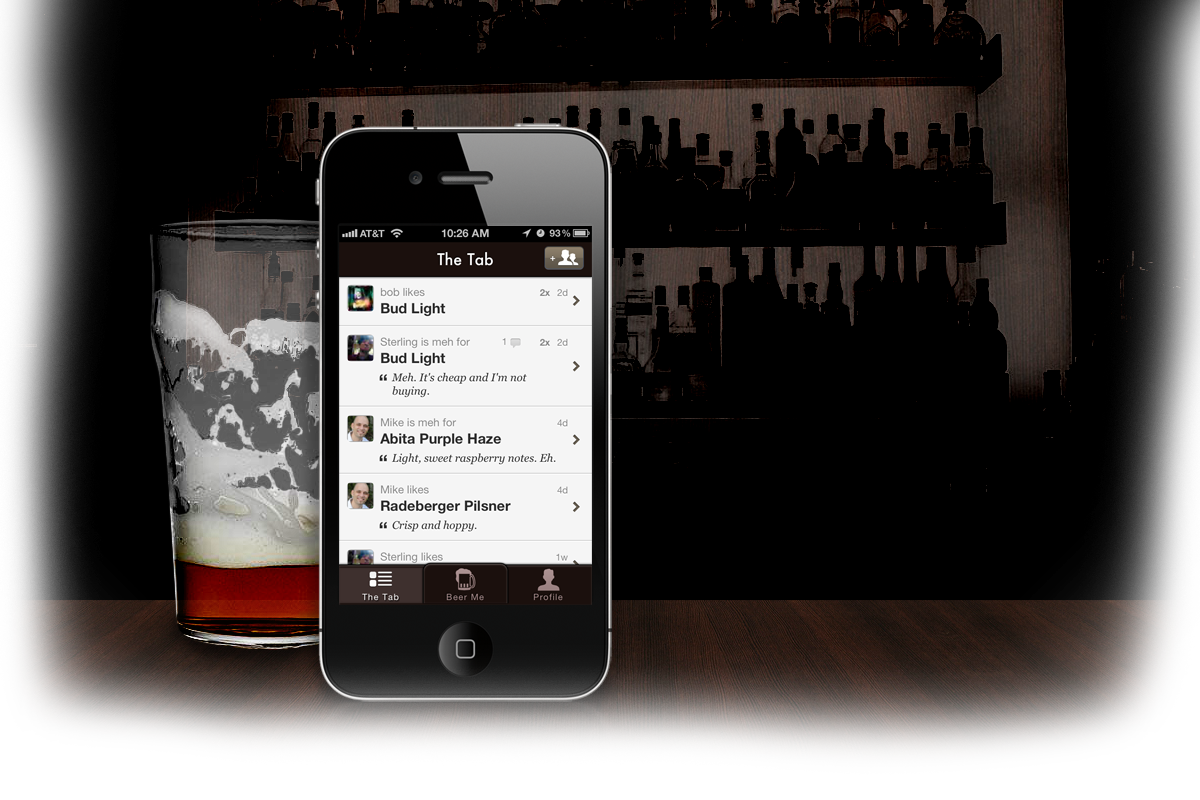 AT&T 10:26 AM 93%
The Tab +
bob likes 2x 2d
Bud Light
Sterling is meh for 1 2x 2d
Bud Light
“ Meh. It's cheap and I'm not
buying.
Mike is meh for 4d
Abita Purple Haze
“ Light, sweet raspberry notes. Eh.
Mike likes 4d
Radeberger Pilsner
“ Crisp and hoppy.
Sterling likes 1w
The Tab Beer Me Profile